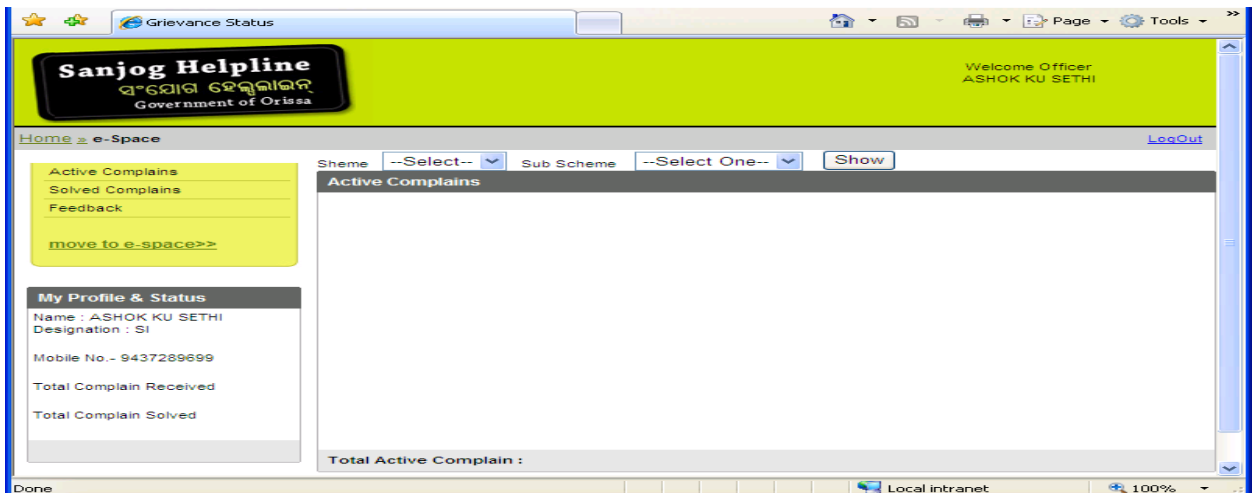 Grievance Status
Page
Tools
Sanjog Helpline
ସଂଯୋଗ ହେଲ୍ପଲାଇନ୍
Government of Orissa
Welcome Officer
ASHOK KU SETHI
Home » e-Space
LogOut
Sheme --Select-- Sub Scheme --Select One-- Show
Active Complains
Solved Complains
Feedback
move to e-space>>
Active Complains
My Profile & Status
Name : ASHOK KU SETHI
Designation : SI
Mobile No.- 9437289699
Total Complain Received
Total Complain Solved
Total Active Complain :
Done
Local intranet
100%